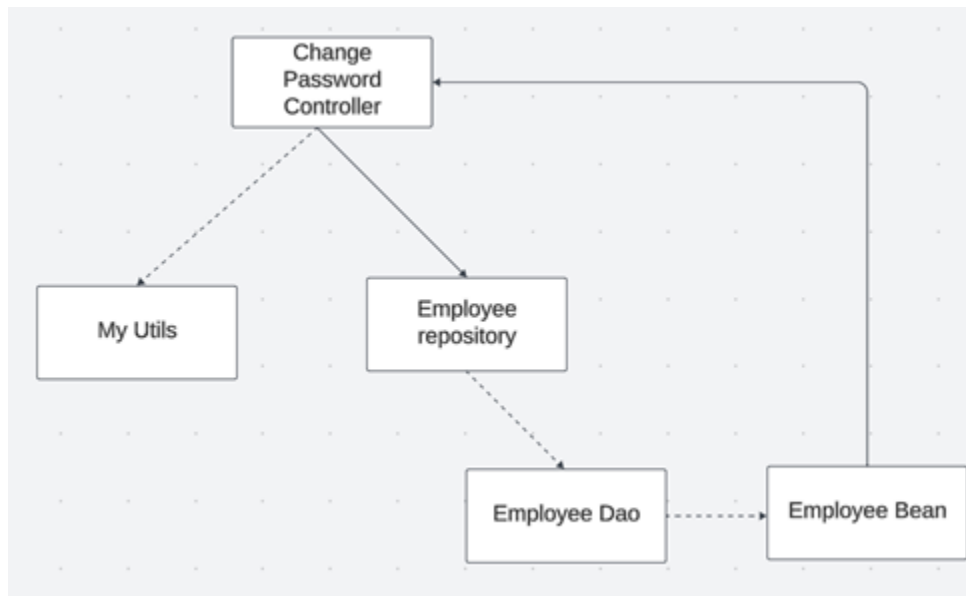 Change
Password
Controller
My Utils
Employee
repository
Employee Dao
Employee Bean